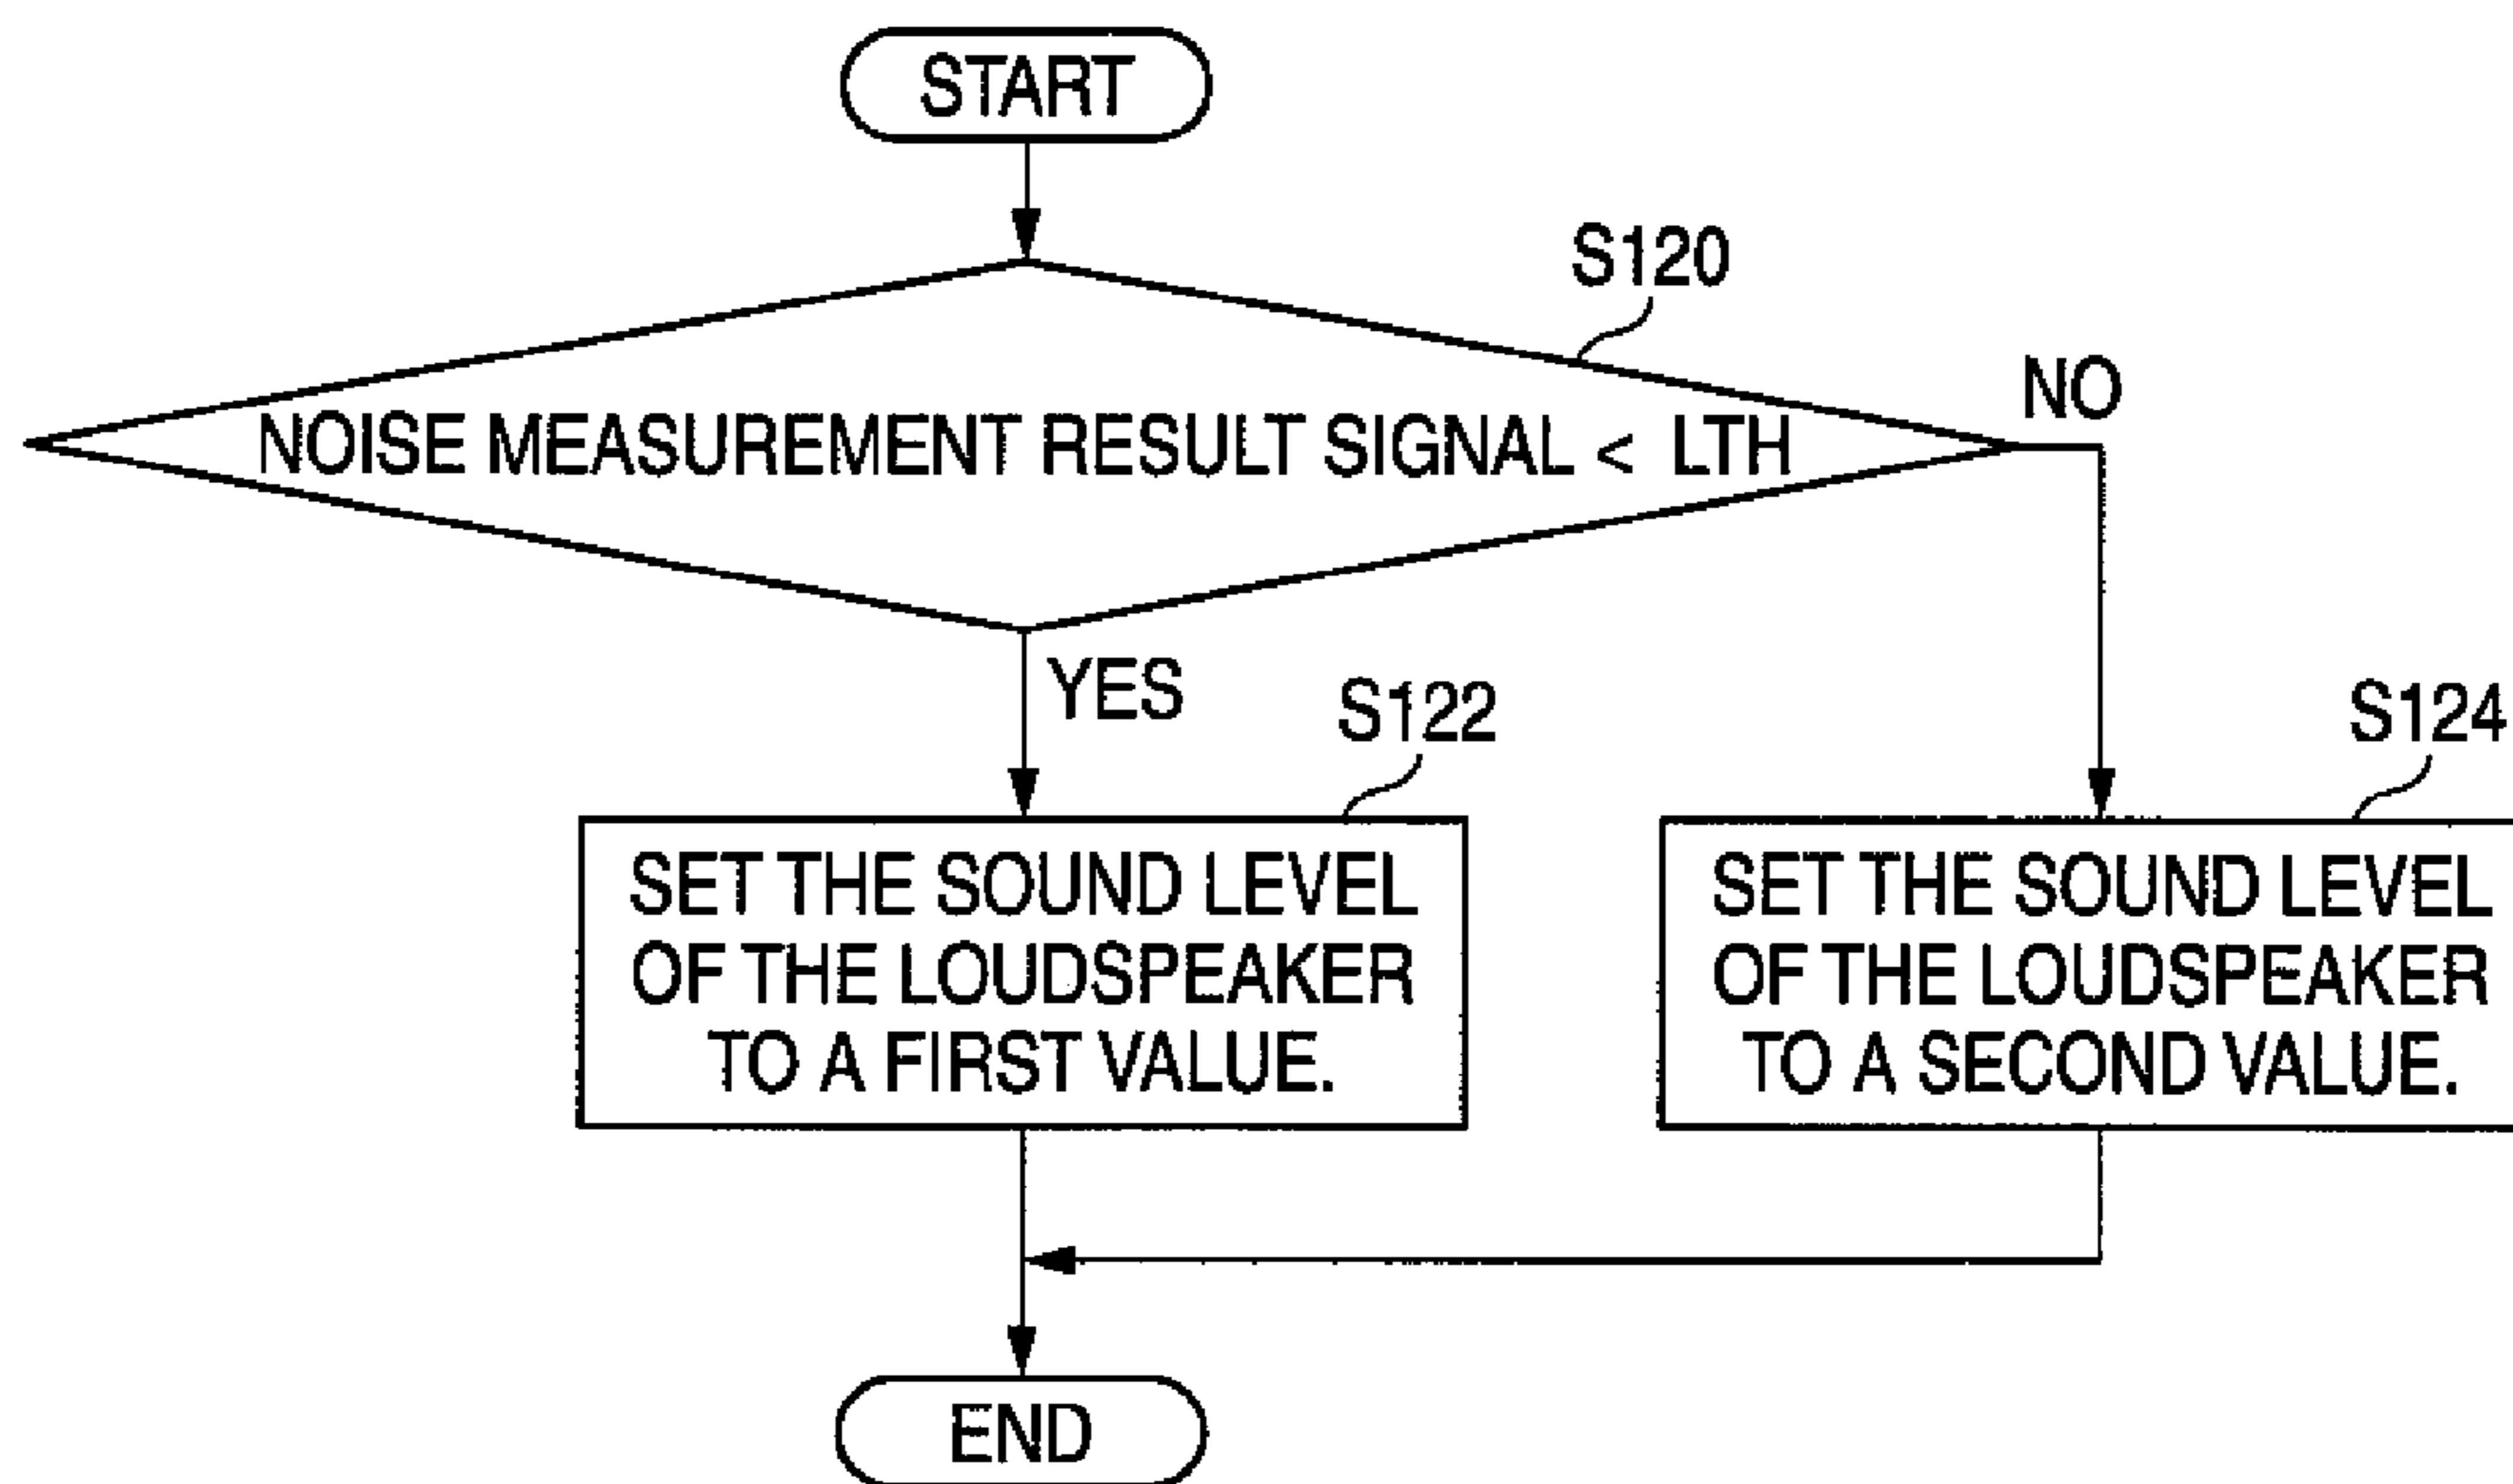 START
S120
NOISE MEASUREMENT RESULT SIGNAL < LTH
NO
YES
S122
S124
SET THE SOUND LEVEL
OF THE LOUDSPEAKER
TO A FIRST VALUE.
SET THE SOUND LEVEL
OF THE LOUDSPEAKER
TO A SECOND VALUE.
END